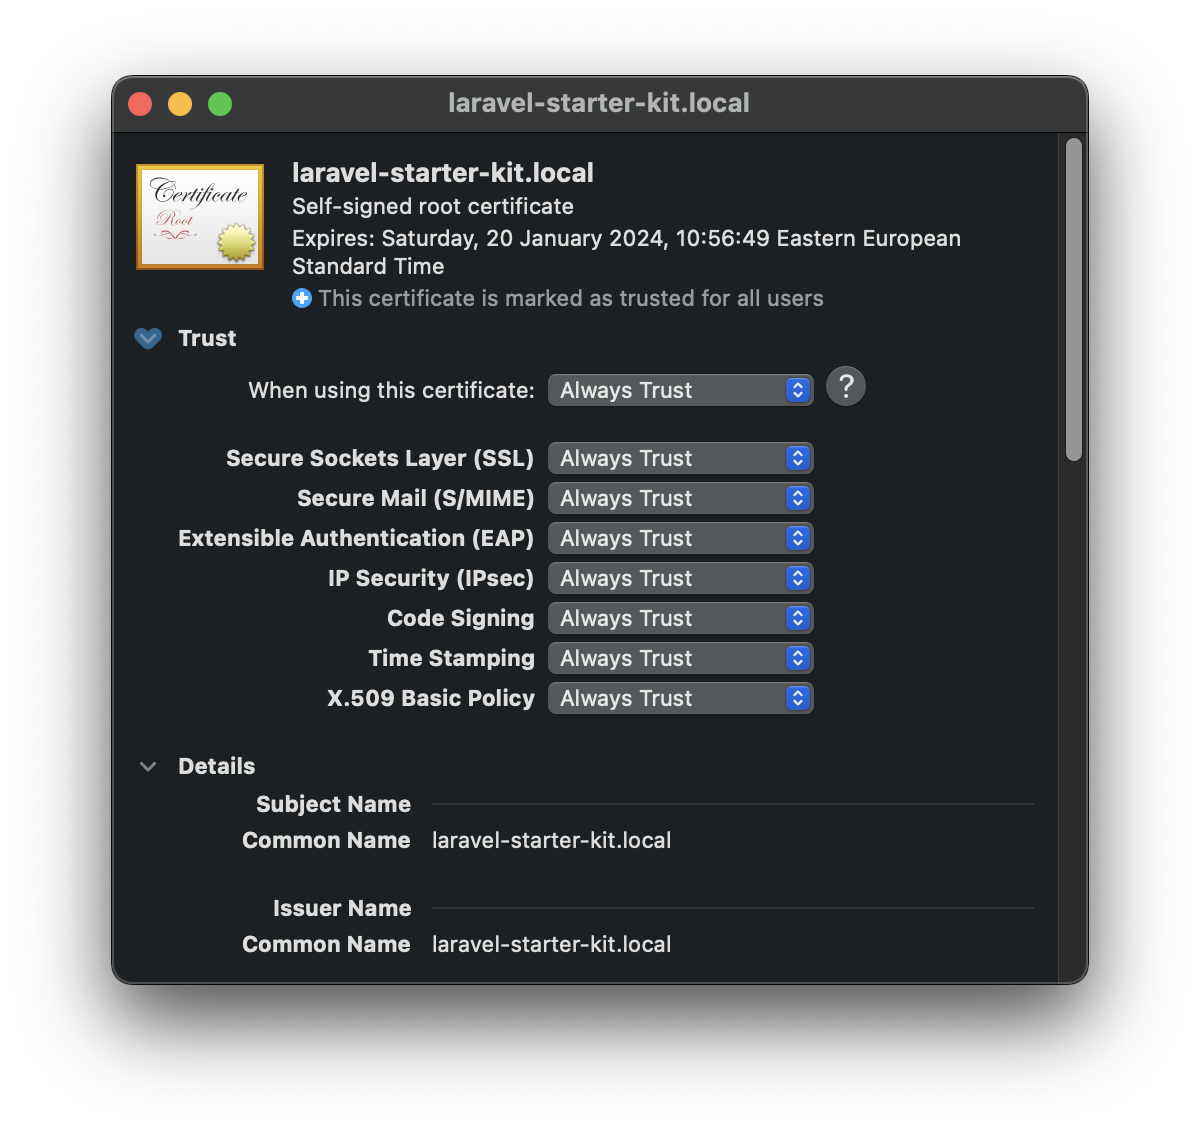 laravel-starter-kit.local
Certificate
Root
laravel-starter-kit.local
Self-signed root certificate
Expires: Saturday, 20 January 2024, 10:56:49 Eastern European
Standard Time
This certificate is marked as trusted for all users
Trust
When using this certificate: Always Trust ?
Secure Sockets Layer (SSL) Always Trust
Secure Mail (S/MIME) Always Trust
Extensible Authentication (EAP) Always Trust
IP Security (IPsec) Always Trust
Code Signing Always Trust
Time Stamping Always Trust
X.509 Basic Policy Always Trust
Details
Subject Name
Common Name laravel-starter-kit.local
Issuer Name
Common Name laravel-starter-kit.local